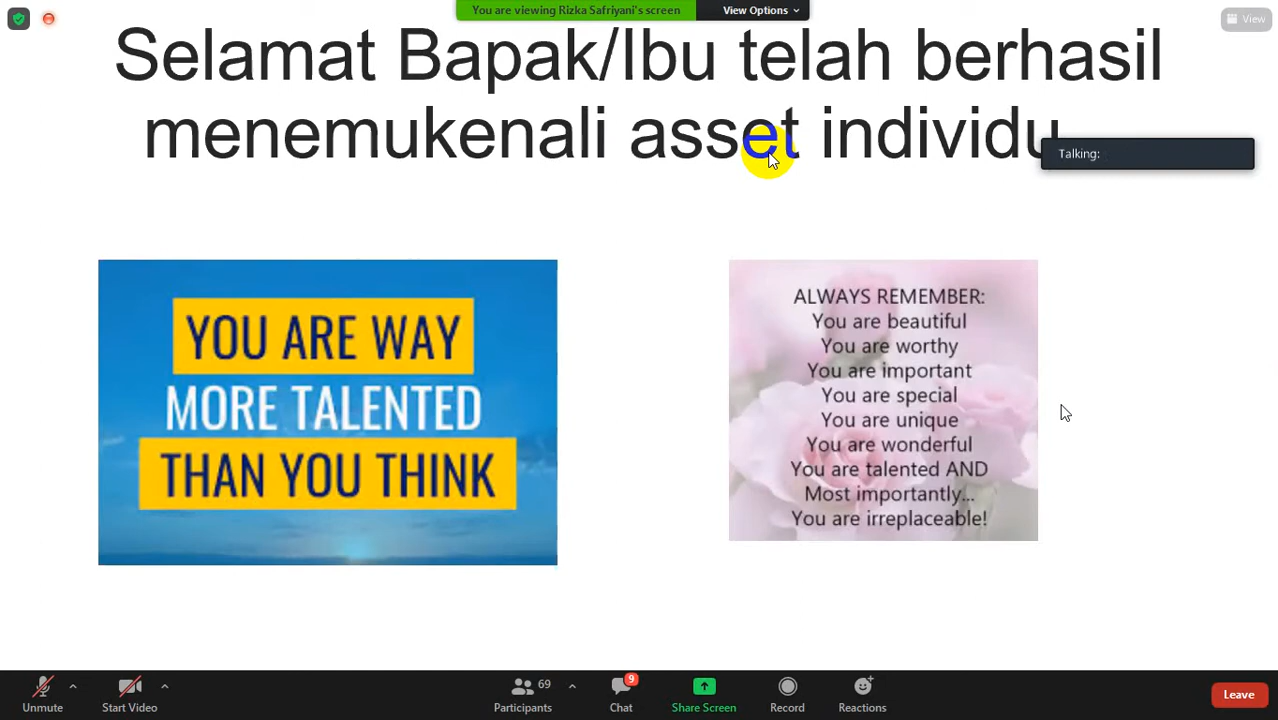 You are viewing Rizka Safriyani's screen
View Options
View
Selamat Bapak/Ibu telah berhasil
menemukenali asset individu
Talking:
YOU ARE WAY
MORE TALENTED
THAN YOU THINK
ALWAYS REMEMBER:
You are beautiful
You are worthy
You are important
You are special
You are unique
You are wonderful
You are talented AND
Most importantly...
You are irreplaceable!
Unmute
Start Video
69
Participants
9
Chat
Share Screen
Record
Reactions
Leave